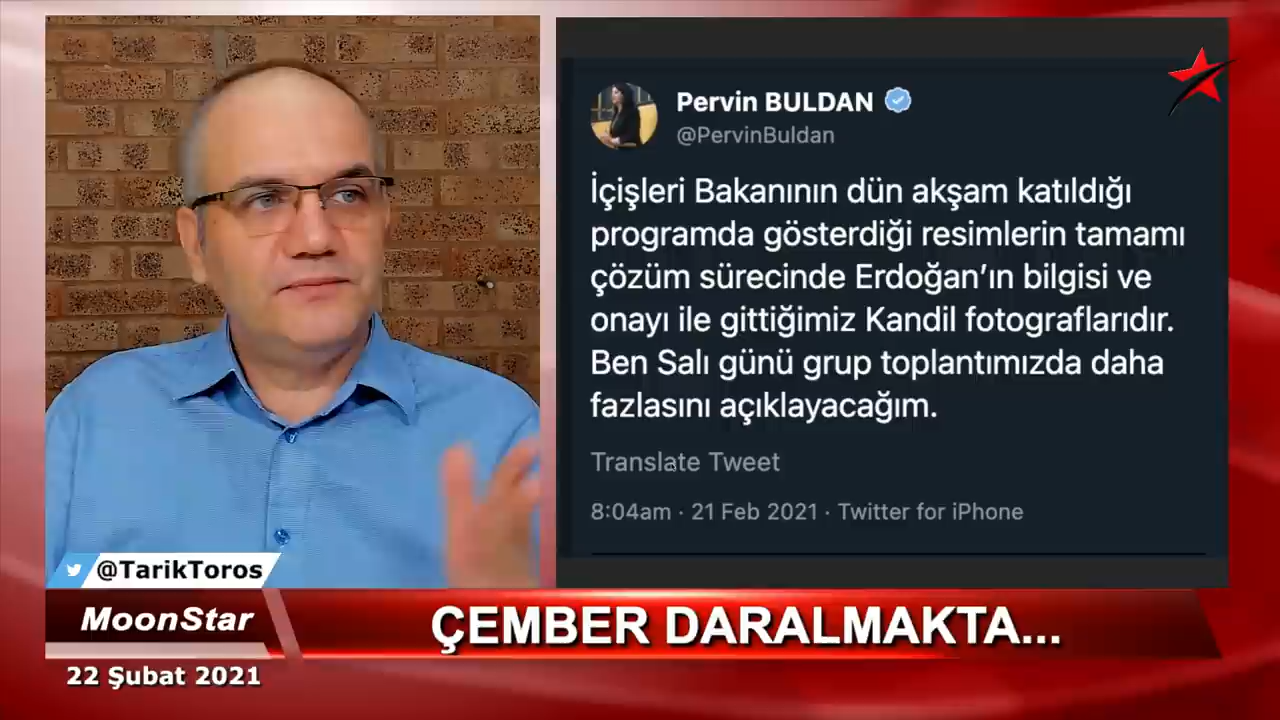 Pervin BULDAN
@PervinBuldan
İçişleri Bakanının dün akşam katıldığı
programda gösterdiği resimlerin tamamı
çözüm sürecinde Erdoğan’ın bilgisi ve
onayı ile gittiğimiz Kandil fotograflarıdır.
Ben Salı günü grup toplantımızda daha
fazlasını açıklayacağım.
Translate Tweet
8:04am · 21 Feb 2021 · Twitter for iPhone
@TarikToros
MoonStar
ÇEMBER DARALMAKTA...
22 Şubat 2021